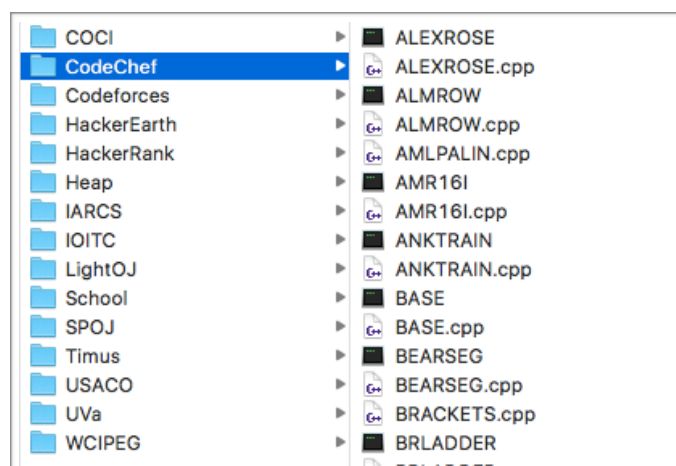 COCI
CodeChef
Codeforces
HackerEarth
HackerRank
Heap
IARCS
IOITC
LightOJ
School
SPOJ
Timus
USACO
UVa
WCIPEG
ALEXROSE
ALEXROSE.cpp
ALMROW
ALMROW.cpp
AMLPALIN.cpp
AMR16I
AMR16I.cpp
ANKTRAIN
ANKTRAIN.cpp
BASE
BASE.cpp
BEARSEG
BEARSEG.cpp
BRACKETS.cpp
BRLADDER